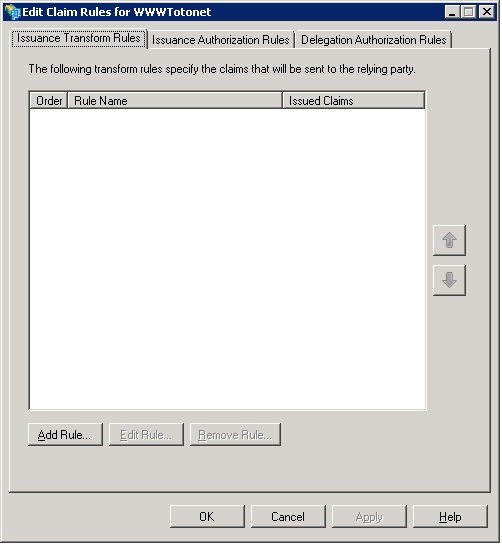 Edit Claim Rules for WWWTotonet
Issuance Transform Rules Issuance Authorization Rules Delegation Authorization Rules
The following transform rules specify the claims that will be sent to the relying party.
Order Rule Name Issued Claims
Add Rule... Edit Rule... Remove Rule...
OK Cancel Apply Help